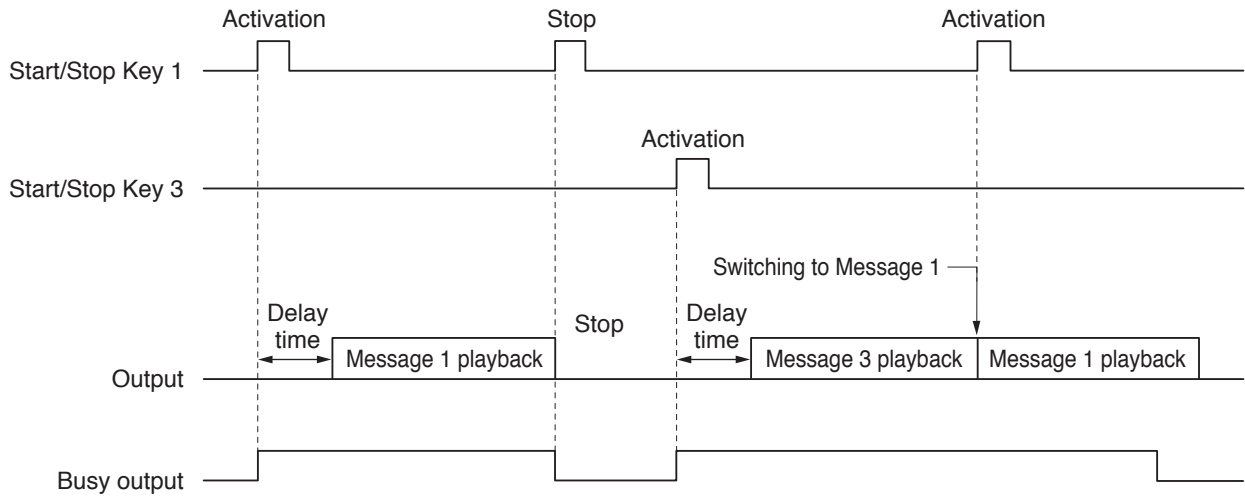 Activation
Stop
Activation
Start/Stop Key 1
Activation
Start/Stop Key 3
Switching to Message 1
Delay
time
Stop
Delay
time
Message 1 playback
Message 3 playback
Message 1 playback
Output
Busy output